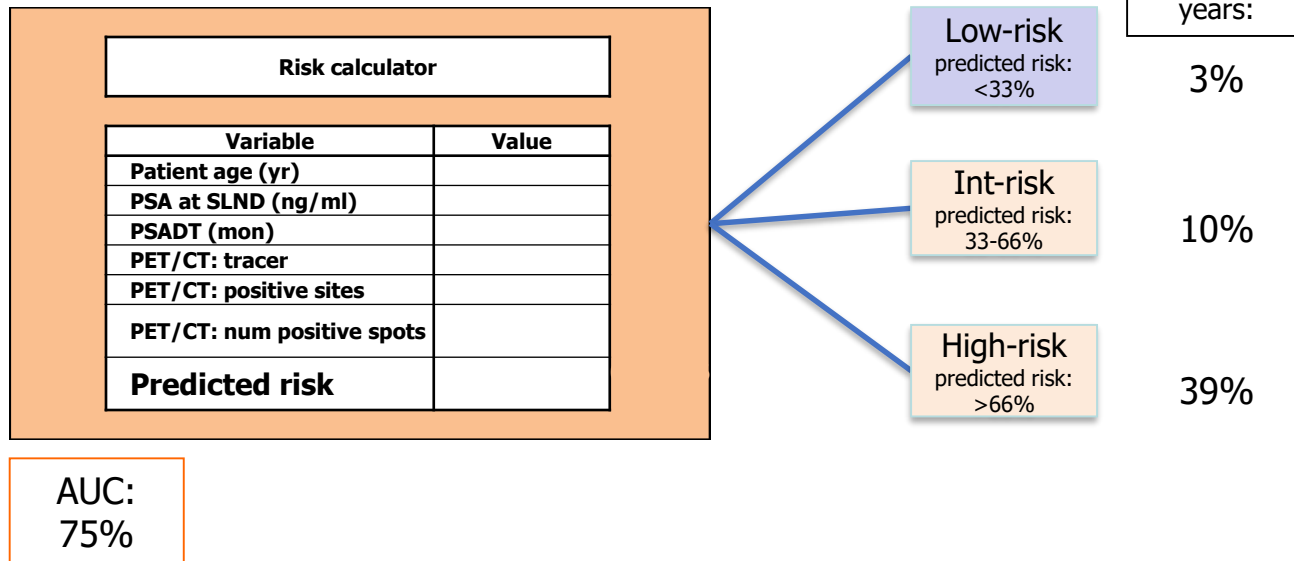 years:
Risk calculator
Variable Value
Patient age (yr)
PSA at SLND (ng/ml)
PSADT (mon)
PET/CT: tracer
PET/CT: positive sites
PET/CT: num positive spots
Predicted risk
Low-risk
predicted risk:
<33%
3%
Int-risk
predicted risk:
33-66%
10%
High-risk
predicted risk:
>66%
39%
AUC:
75%